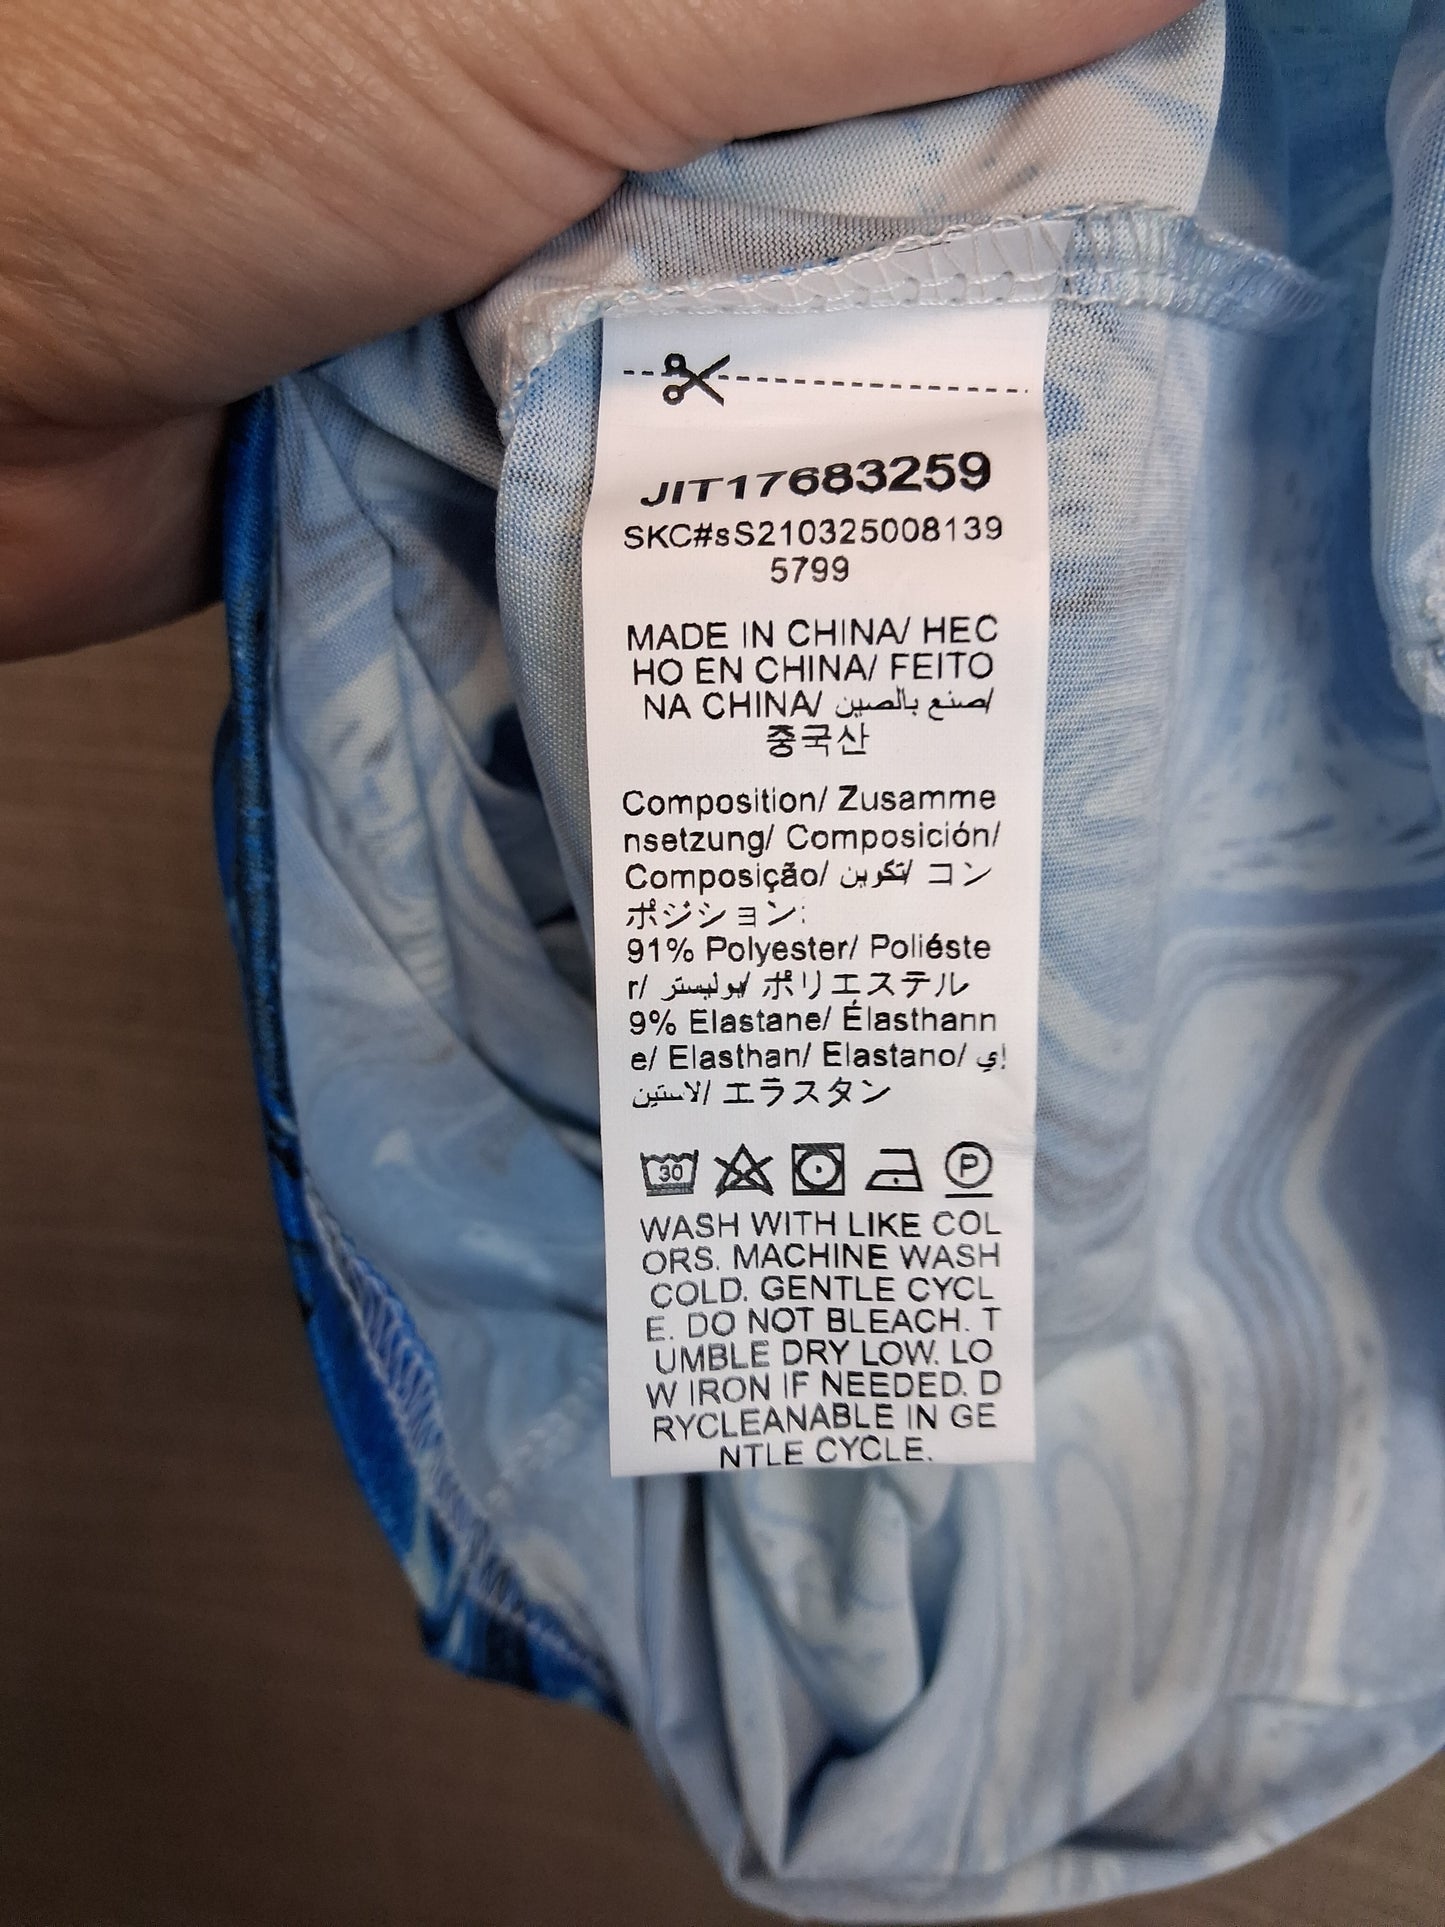 JIT17683259
SKC#sS210325008139
5799
MADE IN CHINA/ HEC
HO EN CHINA/ FEITO
NA CHINA/ صنع بالصين/
중국산
Composition/ Zusamme
nsetzung/ Composición/
Composição/ تكوين/ コン
ポジション:
91% Polyester/ Poliéste
r/ بوليستر/ ポリエステル
9% Elastane/ Élasthann
e/ Elasthan/ Elastano/ إي
لاستين/ エラスタン
30 P
WASH WITH LIKE COL
ORS. MACHINE WASH
COLD. GENTLE CYCL
E. DO NOT BLEACH. T
UMBLE DRY LOW. LO
W IRON IF NEEDED. D
RYCLEANABLE IN GE
NTLE CYCLE.